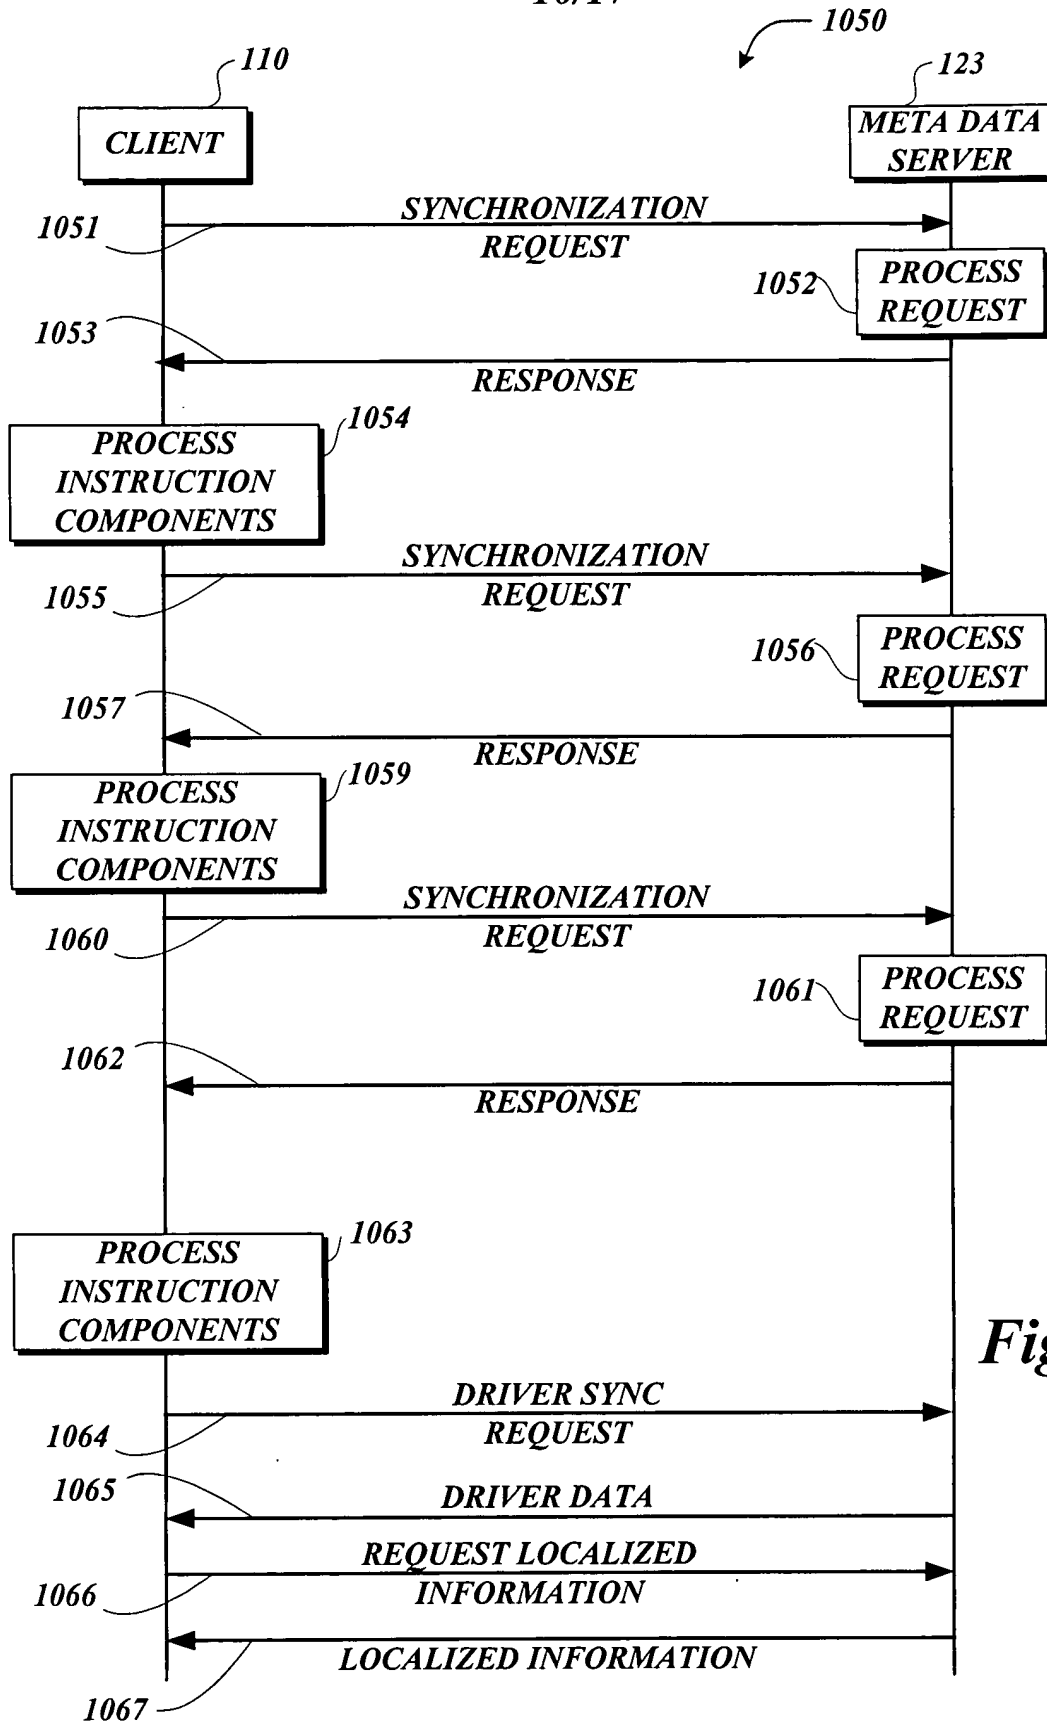 1050
110
123
CLIENT
META DATA
SERVER
SYNCHRONIZATION
REQUEST
1051
PROCESS
REQUEST
1052
1053
RESPONSE
1054
PROCESS
INSTRUCTION
COMPONENTS
SYNCHRONIZATION
REQUEST
1055
PROCESS
REQUEST
1056
1057
RESPONSE
1059
PROCESS
INSTRUCTION
COMPONENTS
SYNCHRONIZATION
REQUEST
1060
PROCESS
REQUEST
1061
1062
RESPONSE
1063
PROCESS
INSTRUCTION
COMPONENTS
Fig
DRIVER SYNC
REQUEST
1064
1065
DRIVER DATA
REQUEST LOCALIZED
INFORMATION
1066
LOCALIZED INFORMATION
1067